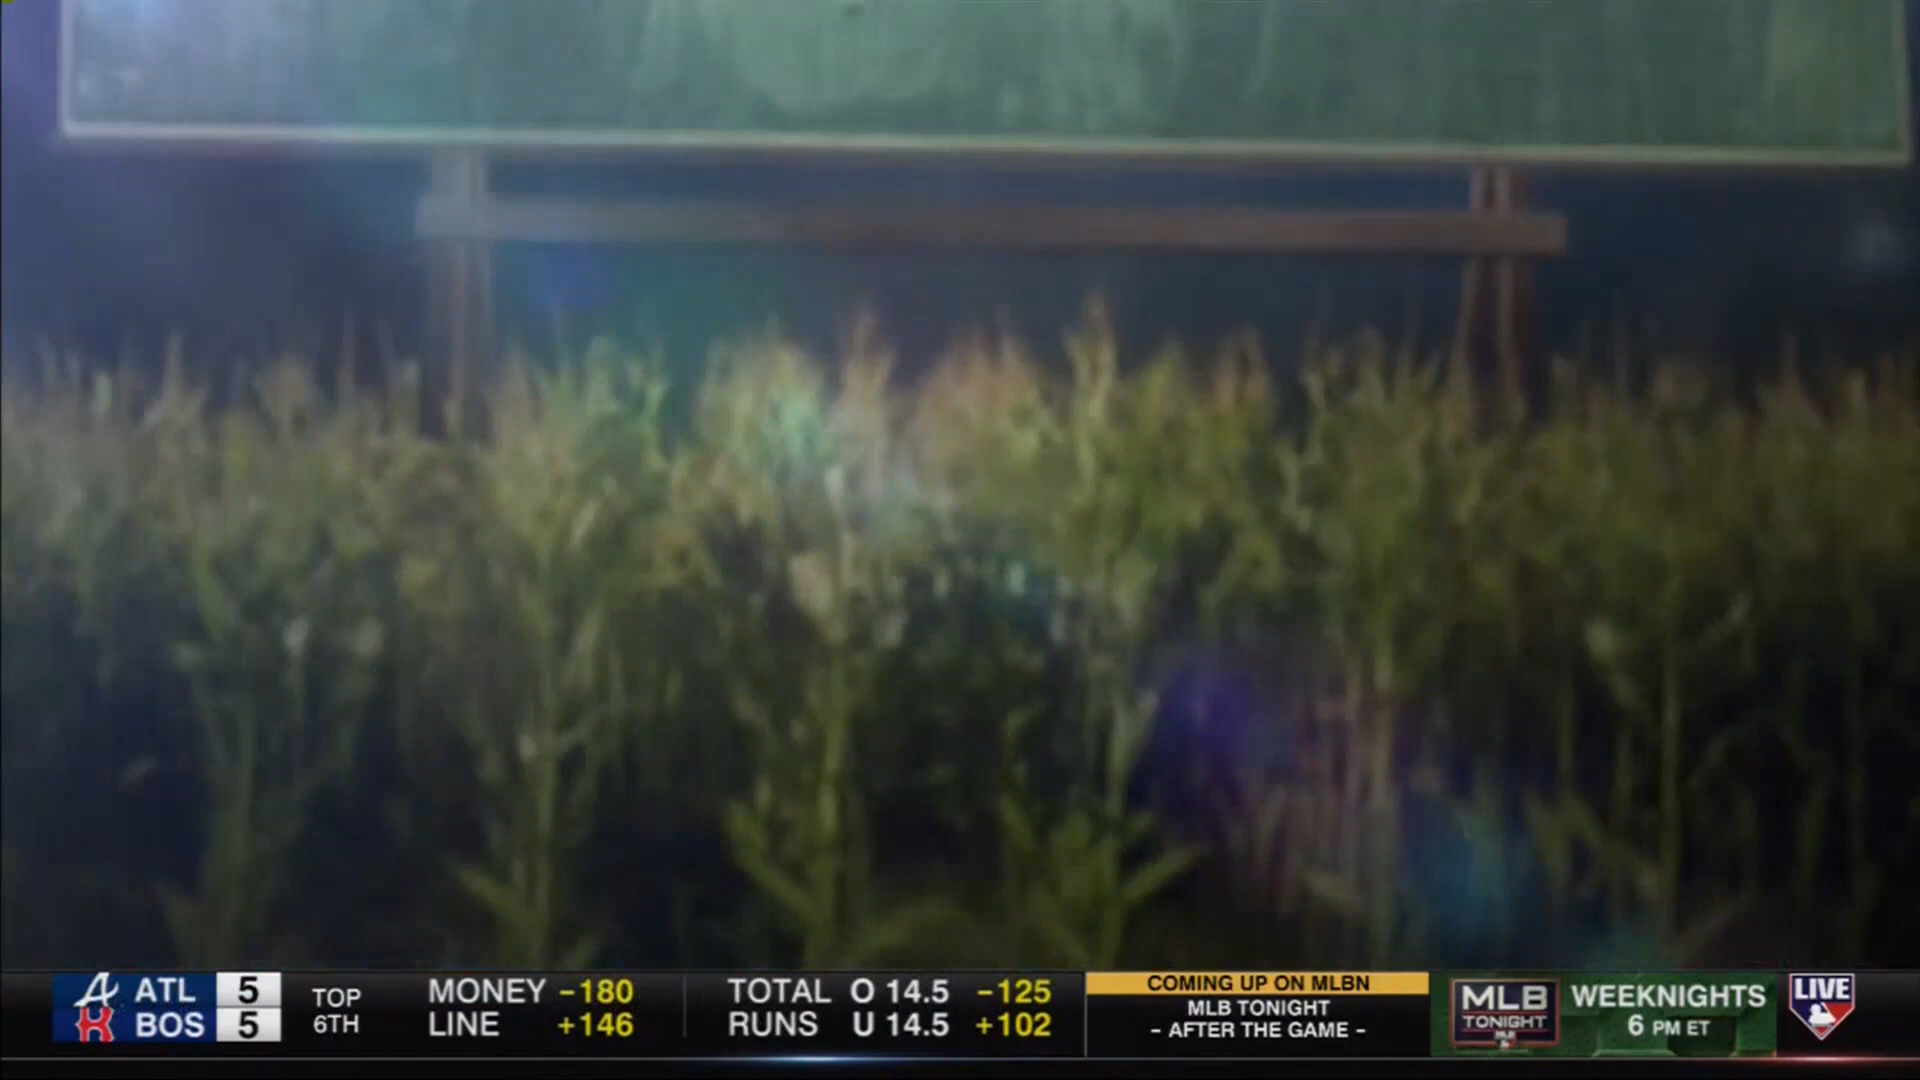 ATL 5
BOS 5
TOP
6TH
MONEY -180
LINE +146
TOTAL O 14.5 -125
RUNS U 14.5 +102
COMING UP ON MLBN
MLB TONIGHT
- AFTER THE GAME -
MLB
TONIGHT
WEEKNIGHTS
6 PM ET
LIVE